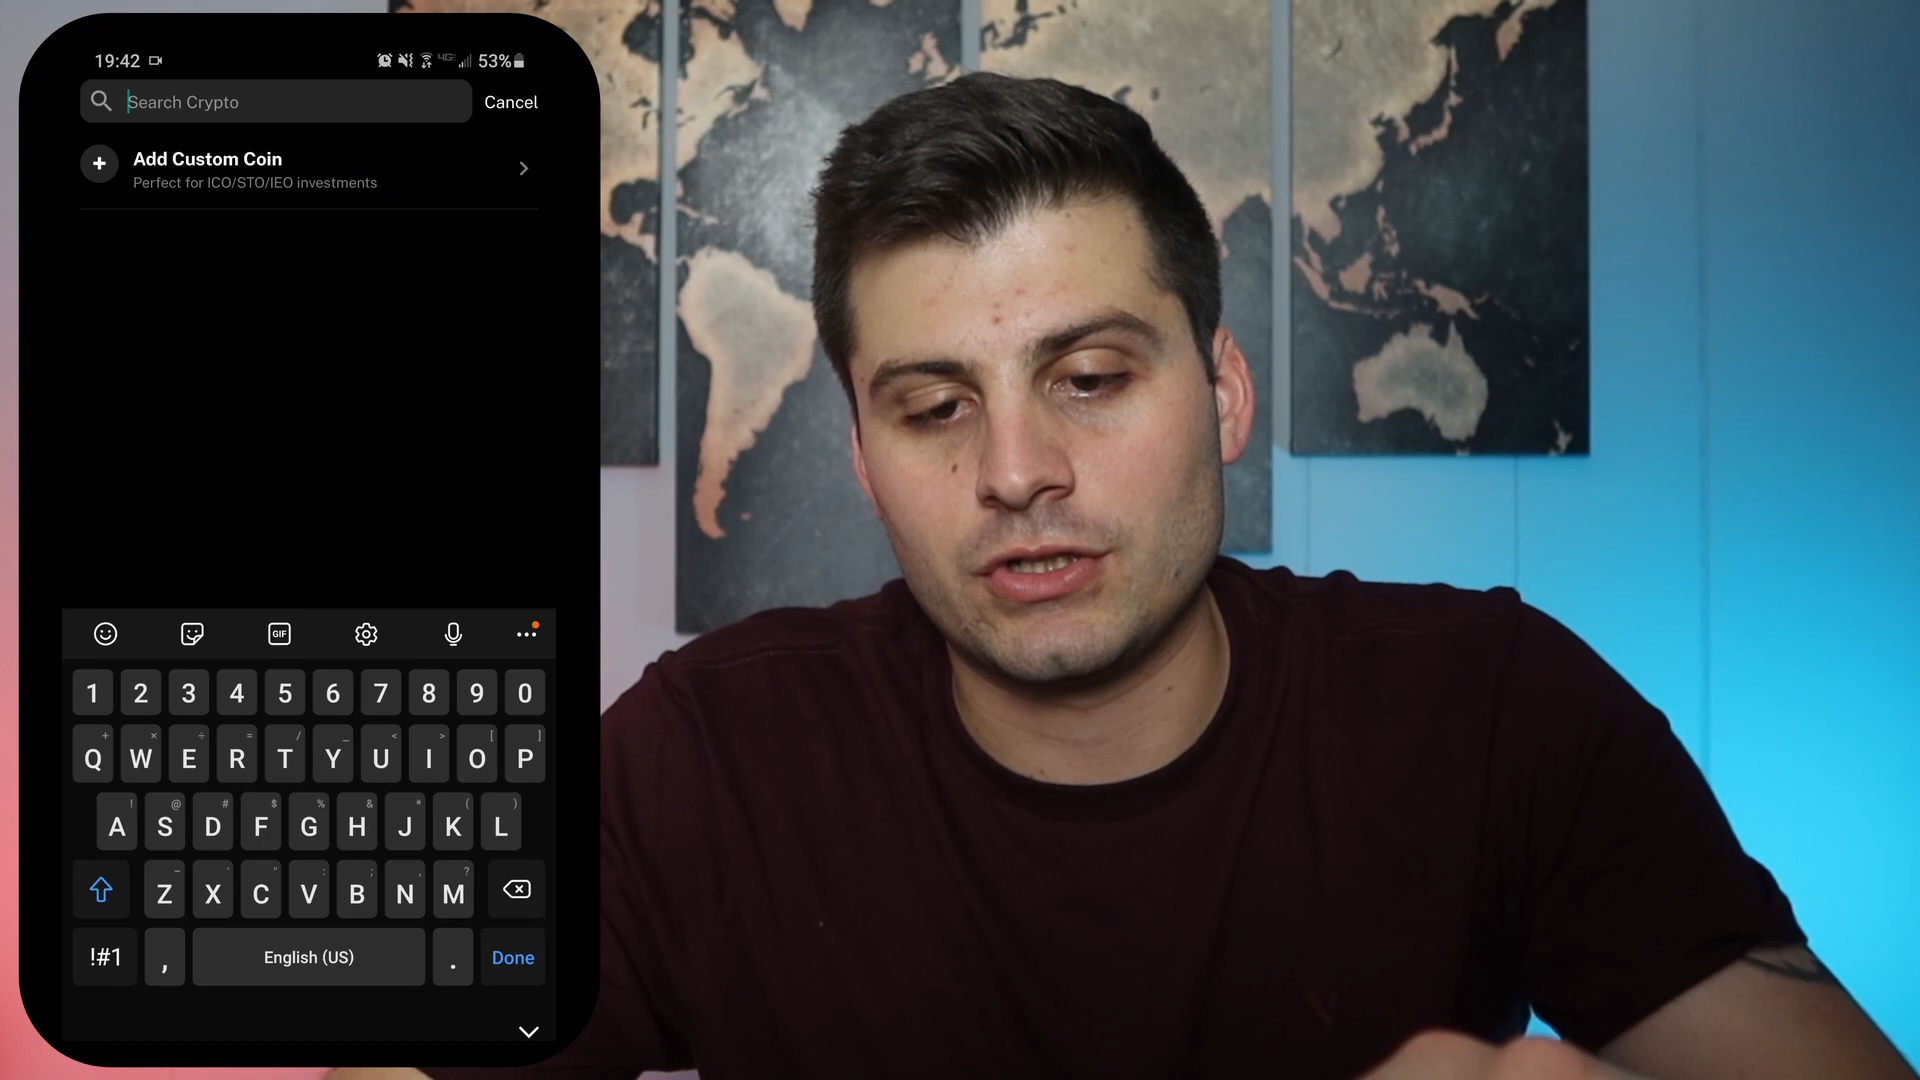 19:42 53%
Search Crypto Cancel
Add Custom Coin
Perfect for ICO/STO/IEO investments
GIF
1 2 3 4 5 6 7 8 9 0
+ × ÷ = / _ < > [ ]
Q W E R T Y U I O P
! @ # $ % & * ( )
A S D F G H J K L
- ' " : ; , ?
Z X C V B N M
!#1 , English (US) . Done